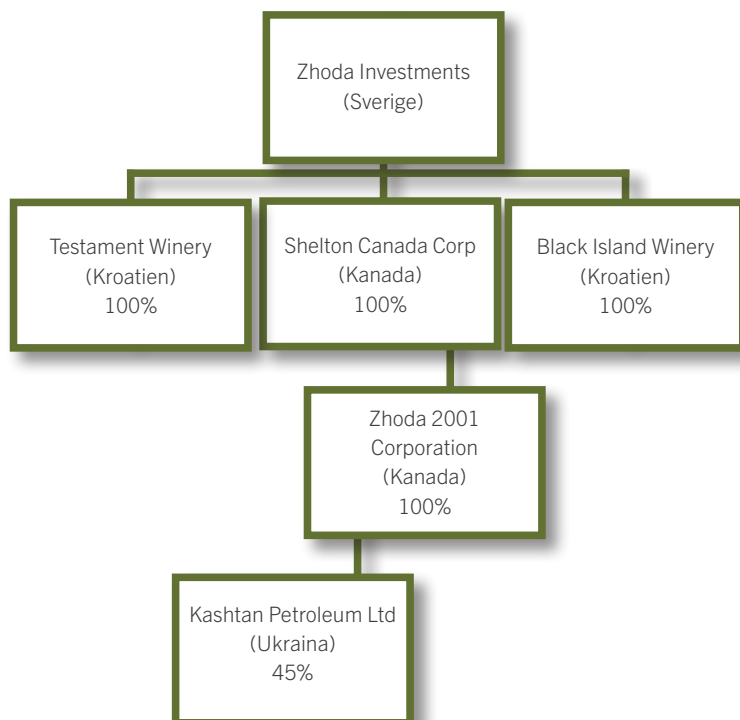 Zhoda Investments
(Sverige)
Testament Winery
(Kroatien)
100%
Shelton Canada Corp
(Kanada)
100%
Black Island Winery
(Kroatien)
100%
Zhoda 2001
Corporation
(Kanada)
100%
Kashtan Petroleum Ltd
(Ukraina)
45%